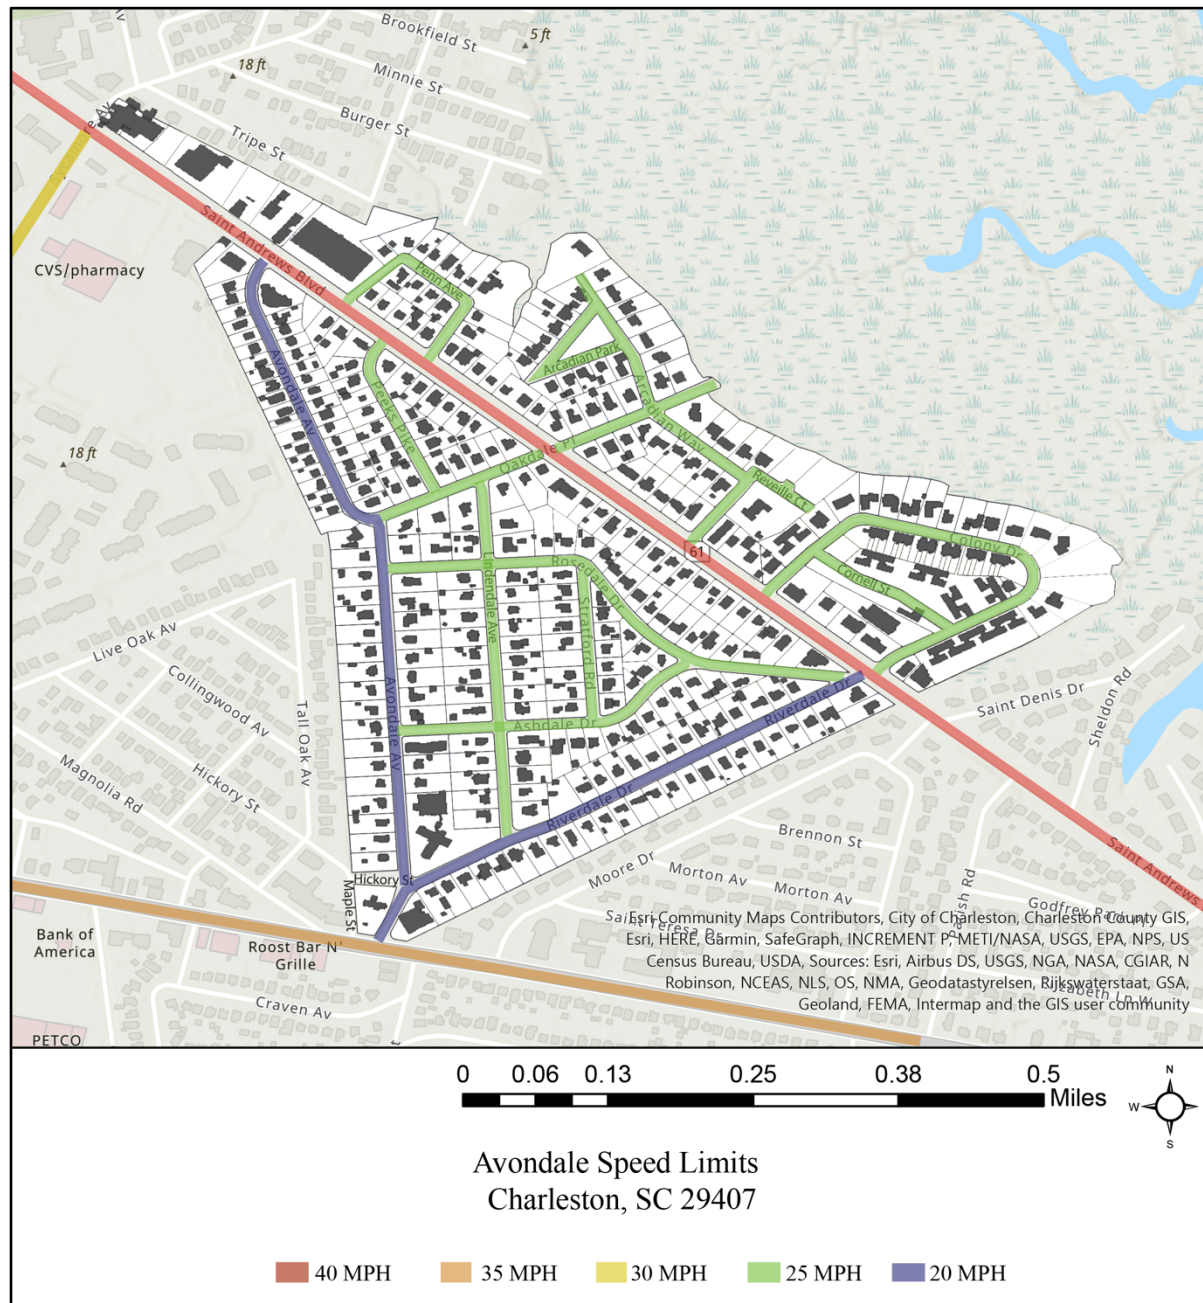 Brookfield St
5 ft
18 ft
Minnie St
Burger St
Tripe St
Saint Andrews Blvd
CVS/pharmacy
Penn Ave
Arcadian Park
Avondale Av
Peeks Pike
Arcadian Way
18 ft
Oakdale Pl
Reveille Ct
61
Colony Dr
Lindendale Ave
Rosedale Dr
Cornell St
Stratford Rd
Live Oak Av
Collingwood Av
Tall Oak Av
Avondale Av
Ashdale Dr
Riverdale Dr
Saint Denis Dr
Sheldon Rd
Magnolia Rd
Hickory St
Riverdale Dr
Brennon St
Saint Andrews
Hickory St
Maple St
Moore Dr
Morton Av
Morton Av
Godfrey Park Pl
Bank of
America
Roost Bar N'
Grille
Craven Av
PETCO
Esri Community Maps Contributors, City of Charleston, Charleston County GIS,
Esri, HERE, Garmin, SafeGraph, INCREMENT P, METI/NASA, USGS, EPA, NPS, US
Census Bureau, USDA, Sources: Esri, Airbus DS, USGS, NGA, NASA, CGIAR, N
Robinson, NCEAS, NLS, OS, NMA, Geodatastyrelsen, Rijkswaterstaat, GSA,
Geoland, FEMA, Intermap and the GIS user community
0 0.06 0.13 0.25 0.38 0.5
Miles
N
W
S
Avondale Speed Limits
Charleston, SC 29407
40 MPH 35 MPH 30 MPH 25 MPH 20 MPH